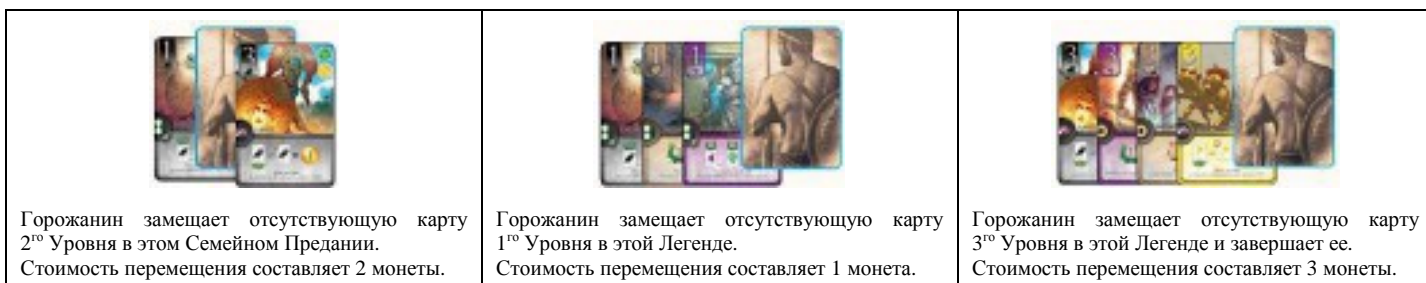 Горожанин замещает отсутствующую карту
2го Уровня в этом Семейном Предании.
Стоимость перемещения составляет 2 монеты.
Горожанин замещает отсутствующую карту
1го Уровня в этой Легенде.
Стоимость перемещения составляет 1 монета.
Горожанин замещает отсутствующую карту
3го Уровня в этой Легенде и завершает ее.
Стоимость перемещения составляет 3 монеты.